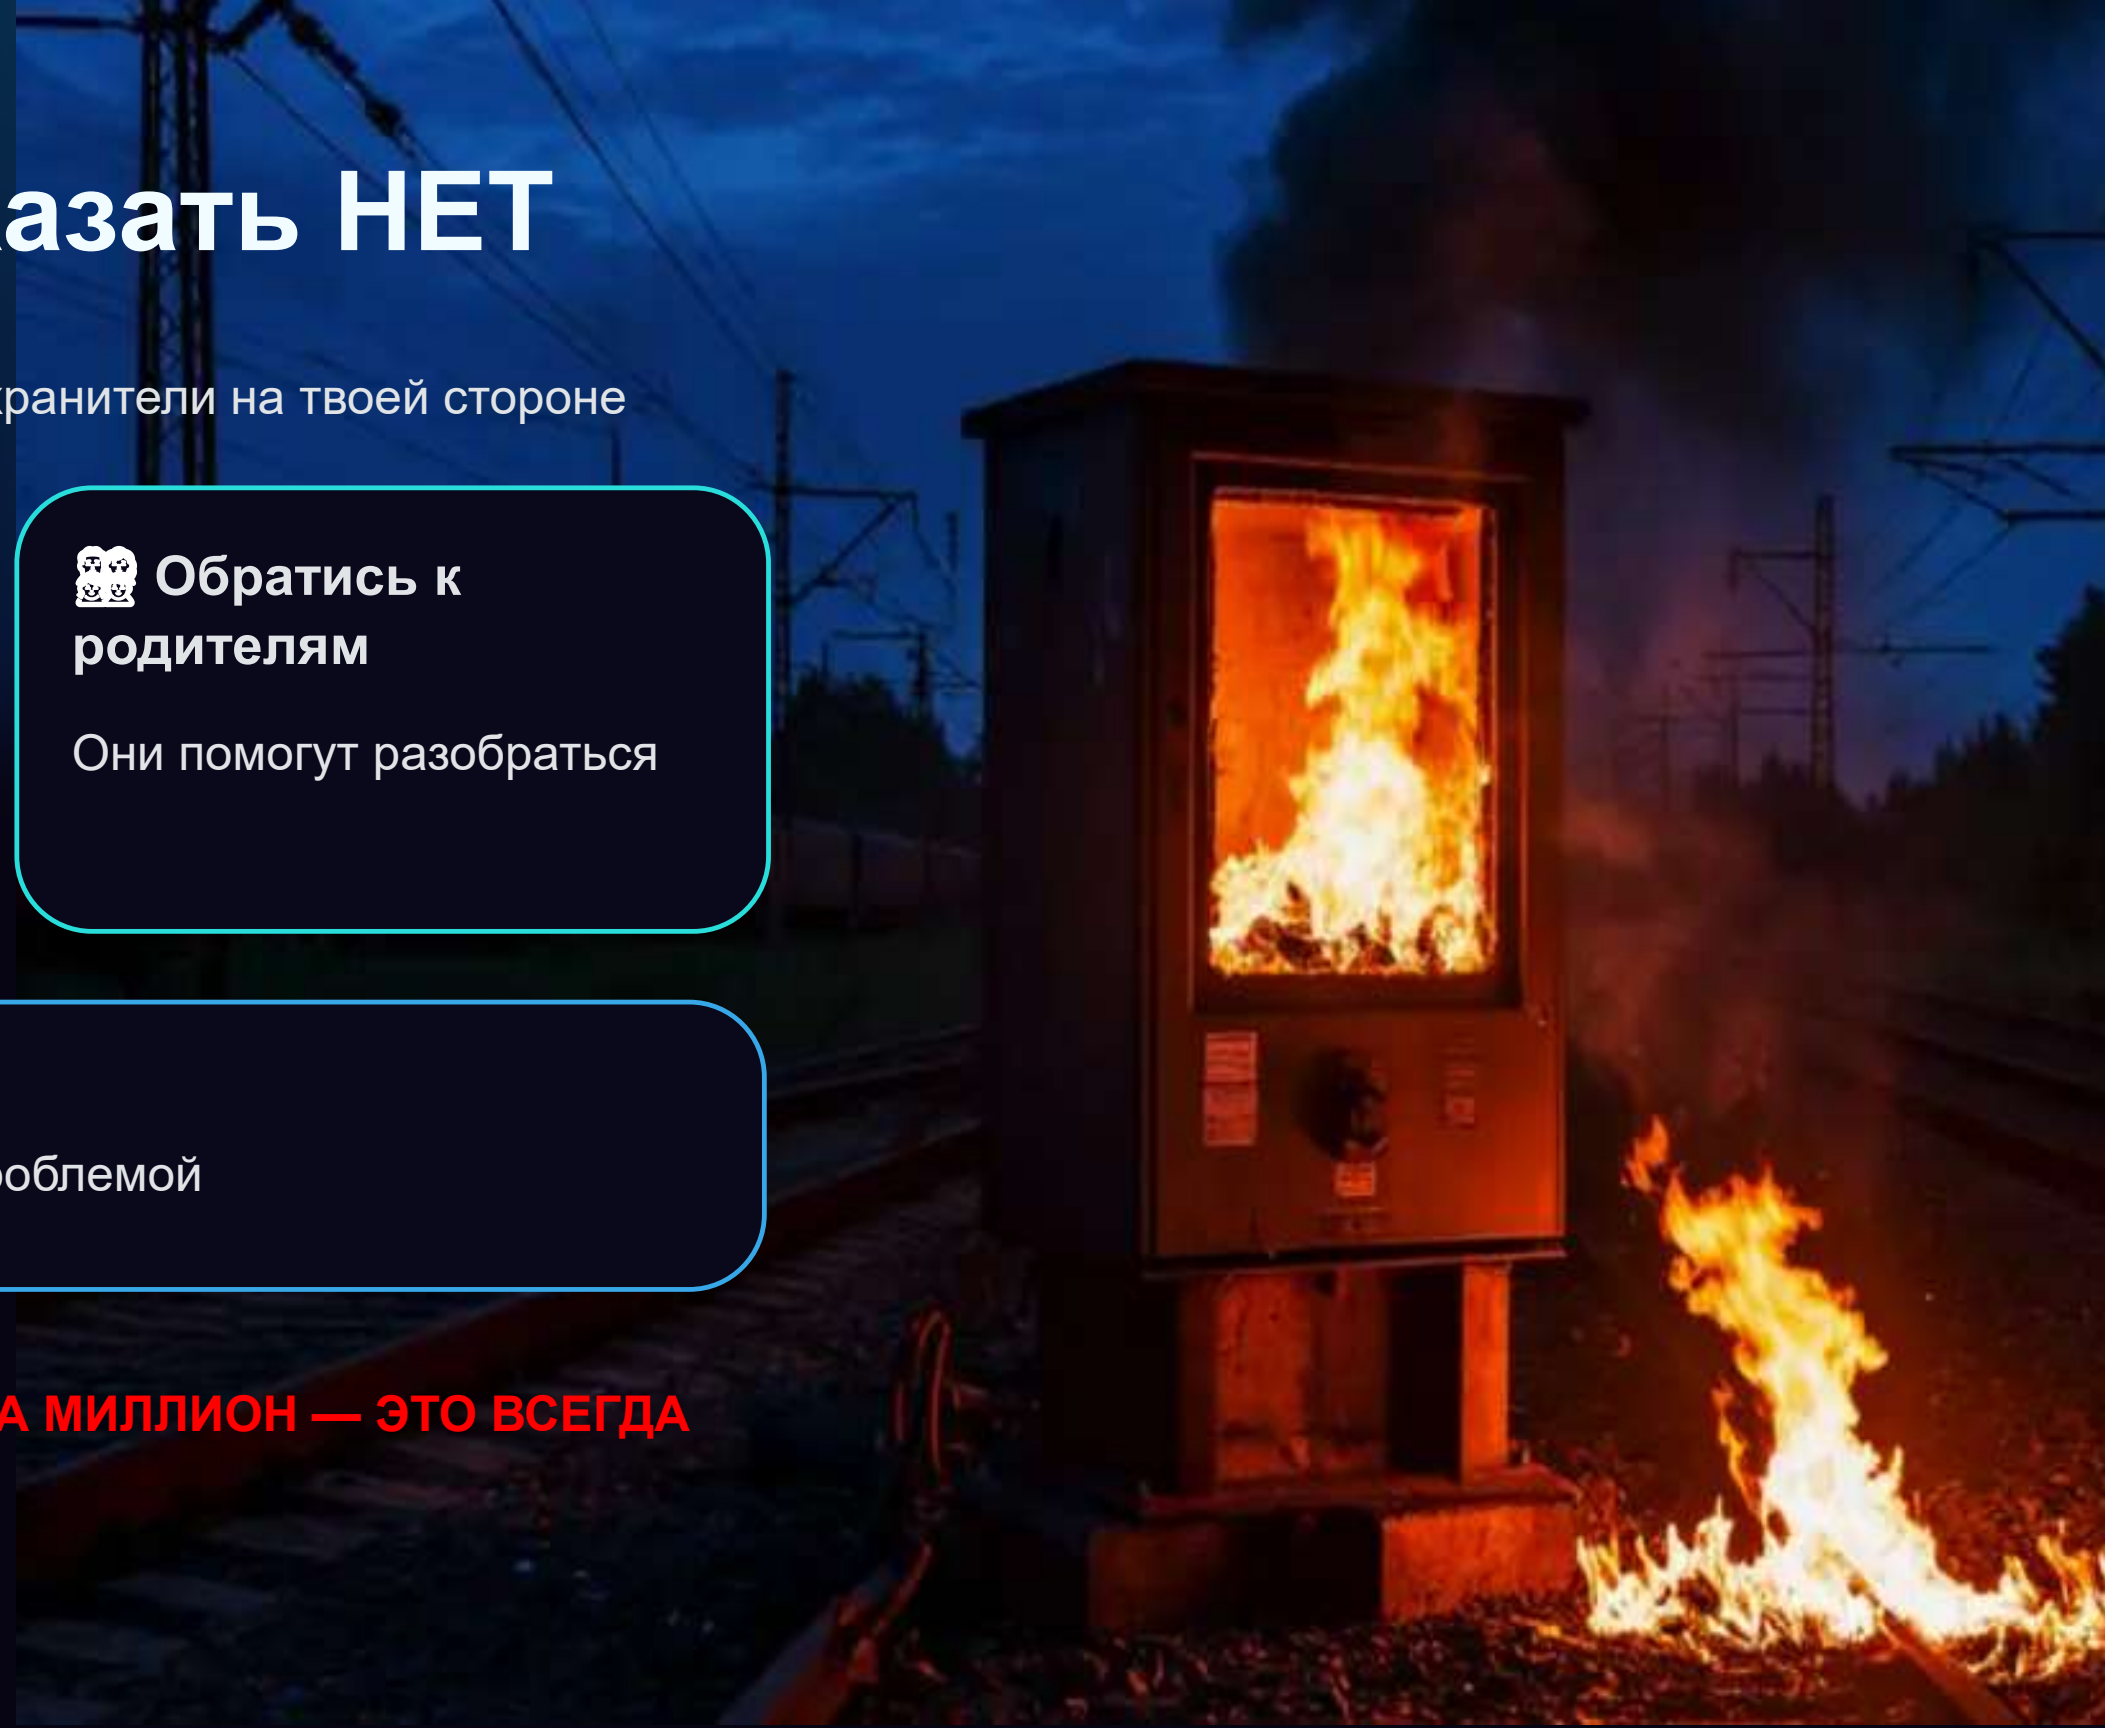 азать НЕТ
хранители на твоей стороне
Обратись к
родителям
Они помогут разобраться
облемой
А МИЛЛИОН — ЭТО ВСЕГДА